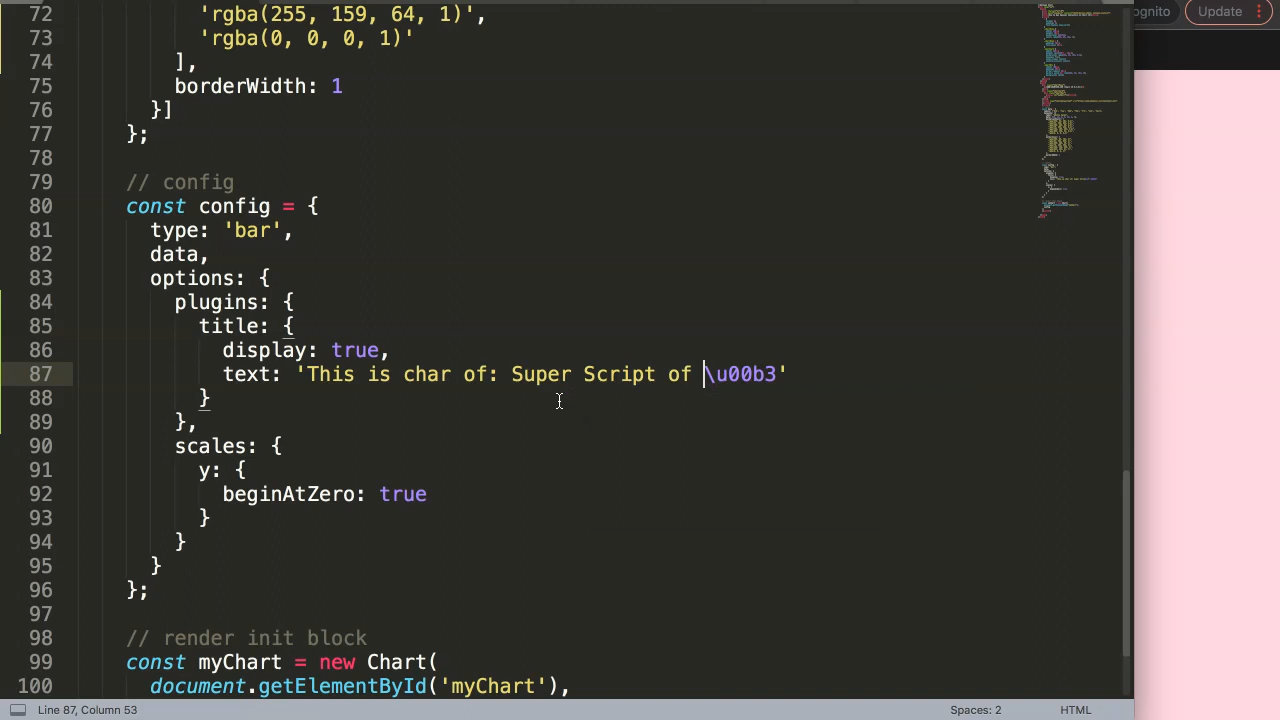 72 'rgba(255, 159, 64, 1)',
73 'rgba(0, 0, 0, 1)'
74 ],
75 borderWidth: 1
76 }]
77 };
78
79 // config
80 const config = {
81 type: 'bar',
82 data,
83 options: {
84 plugins: {
85 title: {
86 display: true,
87 text: 'This is char of: Super Script of \u00b3'
88 }
89 },
90 scales: {
91 y: {
92 beginAtZero: true
93 }
94 }
95 }
96 };
97
98 // render init block
99 const myChart = new Chart(
100 document.getElementById('myChart'),
Line 87, Column 53 Spaces: 2 HTML
Update